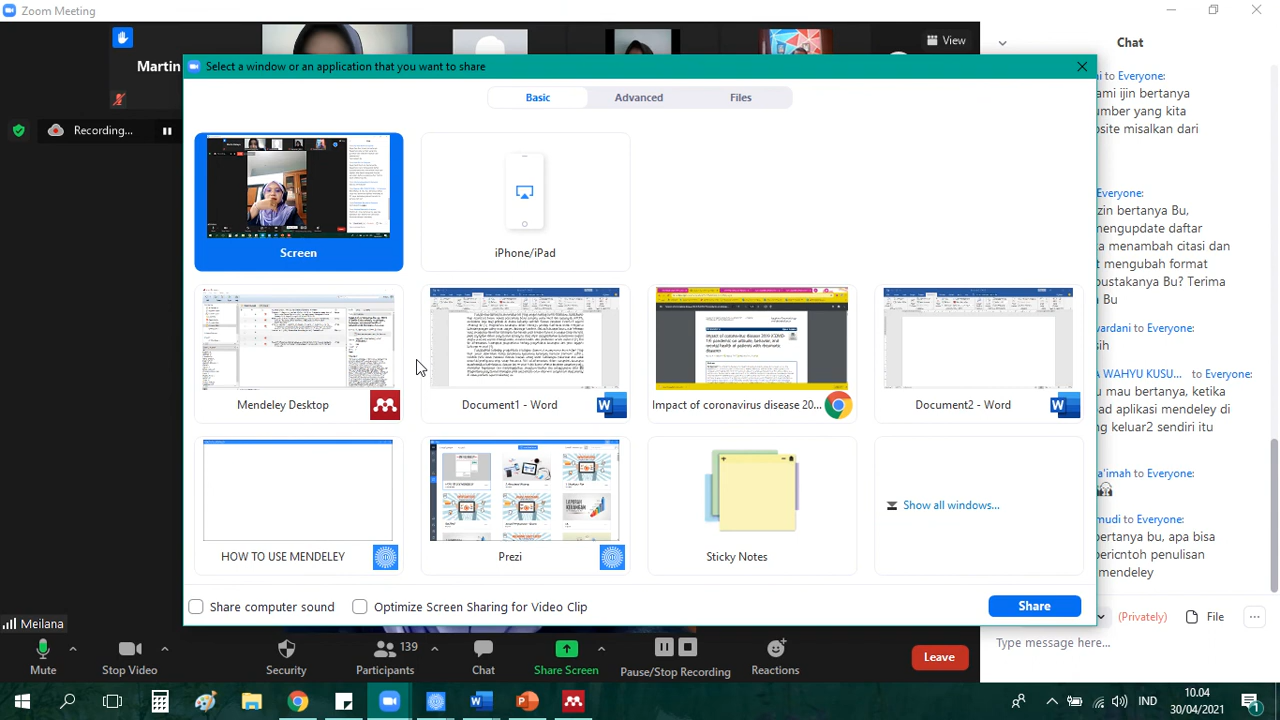 Zoom Meeting
Martin
View
Recording...
Select a window or an application that you want to share
Basic
Advanced
Files
Screen
iPhone/iPad
Mendeley Desktop
Document1 - Word
Impact of coronavirus disease 20...
Document2 - Word
HOW TO USE MENDELEY
Prezi
Sticky Notes
Show all windows...
Share computer sound
Optimize Screen Sharing for Video Clip
Share
Chat
to Everyone:
ami ijin bertanya
umber yang kita
osite misalkan dari
Everyone:
zin bertanya Bu,
mengupdate daftar
a menambah citasi dan
t mengubah format
pustakanya Bu? Terima
Bu
vardani to Everyone:
sih
A WAHYU KUSU... to Everyone:
u mau bertanya, ketika
ad aplikasi mendeley di
ng keluar2 sendiri itu
a'imah to Everyone:
mudi to Everyone:
bertanya bu, apa bisa
bericntoh penulisan
mendeley
(Privately)
File
Type message here...
Meilana
Mute
Stop Video
Security
139
Participants
Chat
Share Screen
Pause/Stop Recording
Reactions
Leave
IND
10.04
30/04/2021
1